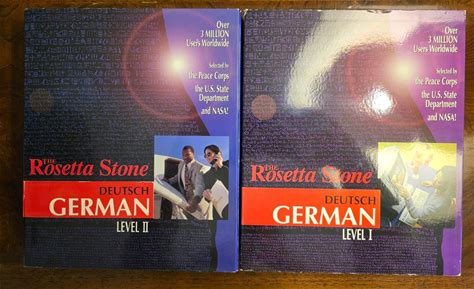 Over
3 MILLION
Users Worldwide
Selected by
the Peace Corps
the U.S. State
Department
and NASA!
THE
Rosetta Stone
DEUTSCH
GERMAN
LEVEL II
Over
3 MILLION
Users Worldwide
Selected by
the Peace Corps
the U.S. State
Department
and NASA!
THE
Rosetta Stone
DEUTSCH
GERMAN
LEVEL I